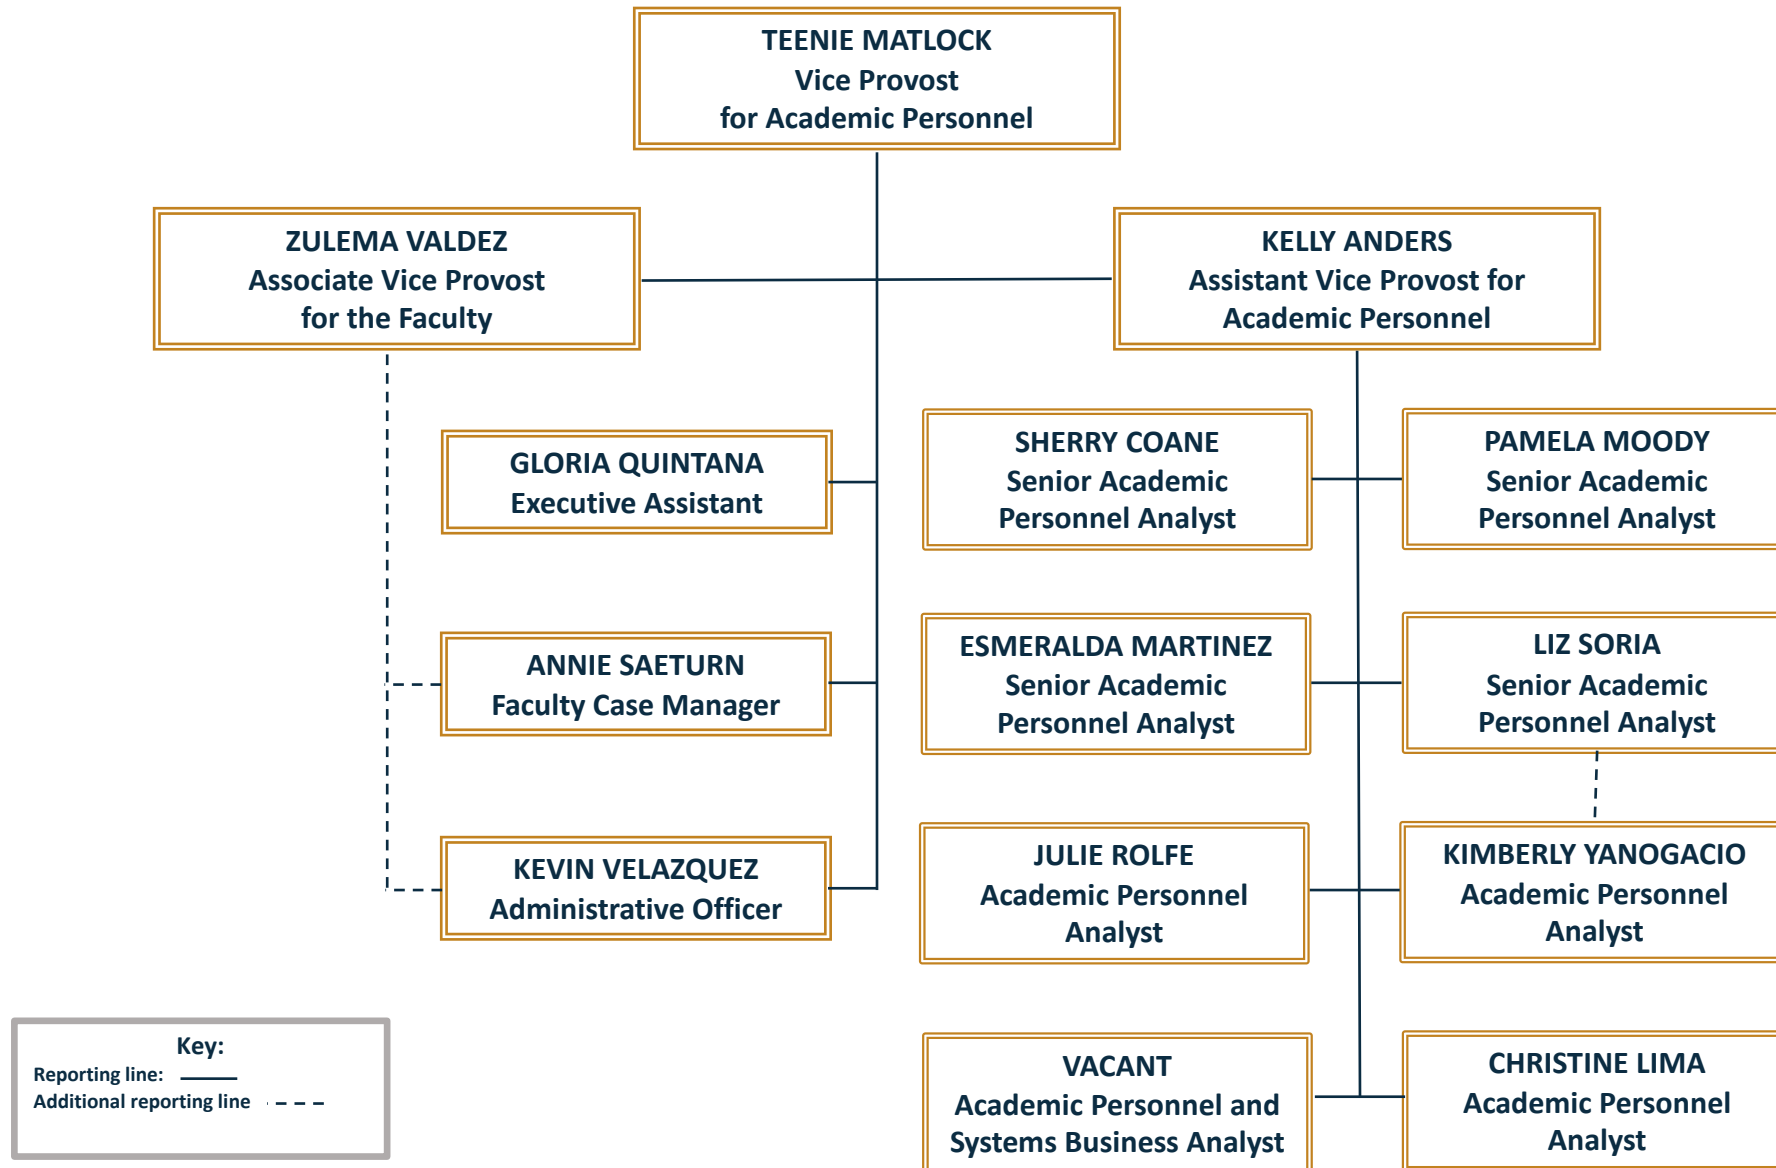 TEENIE MATLOCK
Vice Provost
for Academic Personnel
ZULEMA VALDEZ
Associate Vice Provost
for the Faculty
KELLY ANDERS
Assistant Vice Provost for
Academic Personnel
GLORIA QUINTANA
Executive Assistant
SHERRY COANE
Senior Academic
Personnel Analyst
PAMELA MOODY
Senior Academic
Personnel Analyst
ANNIE SAETURN
Faculty Case Manager
ESMERALDA MARTINEZ
Senior Academic
Personnel Analyst
LIZ SORIA
Senior Academic
Personnel Analyst
KEVIN VELAZQUEZ
Administrative Officer
JULIE ROLFE
Academic Personnel
Analyst
KIMBERLY YANOGACIO
Academic Personnel
Analyst
Key:
Reporting line:
Additional reporting line
VACANT
Academic Personnel and
Systems Business Analyst
CHRISTINE LIMA
Academic Personnel
Analyst